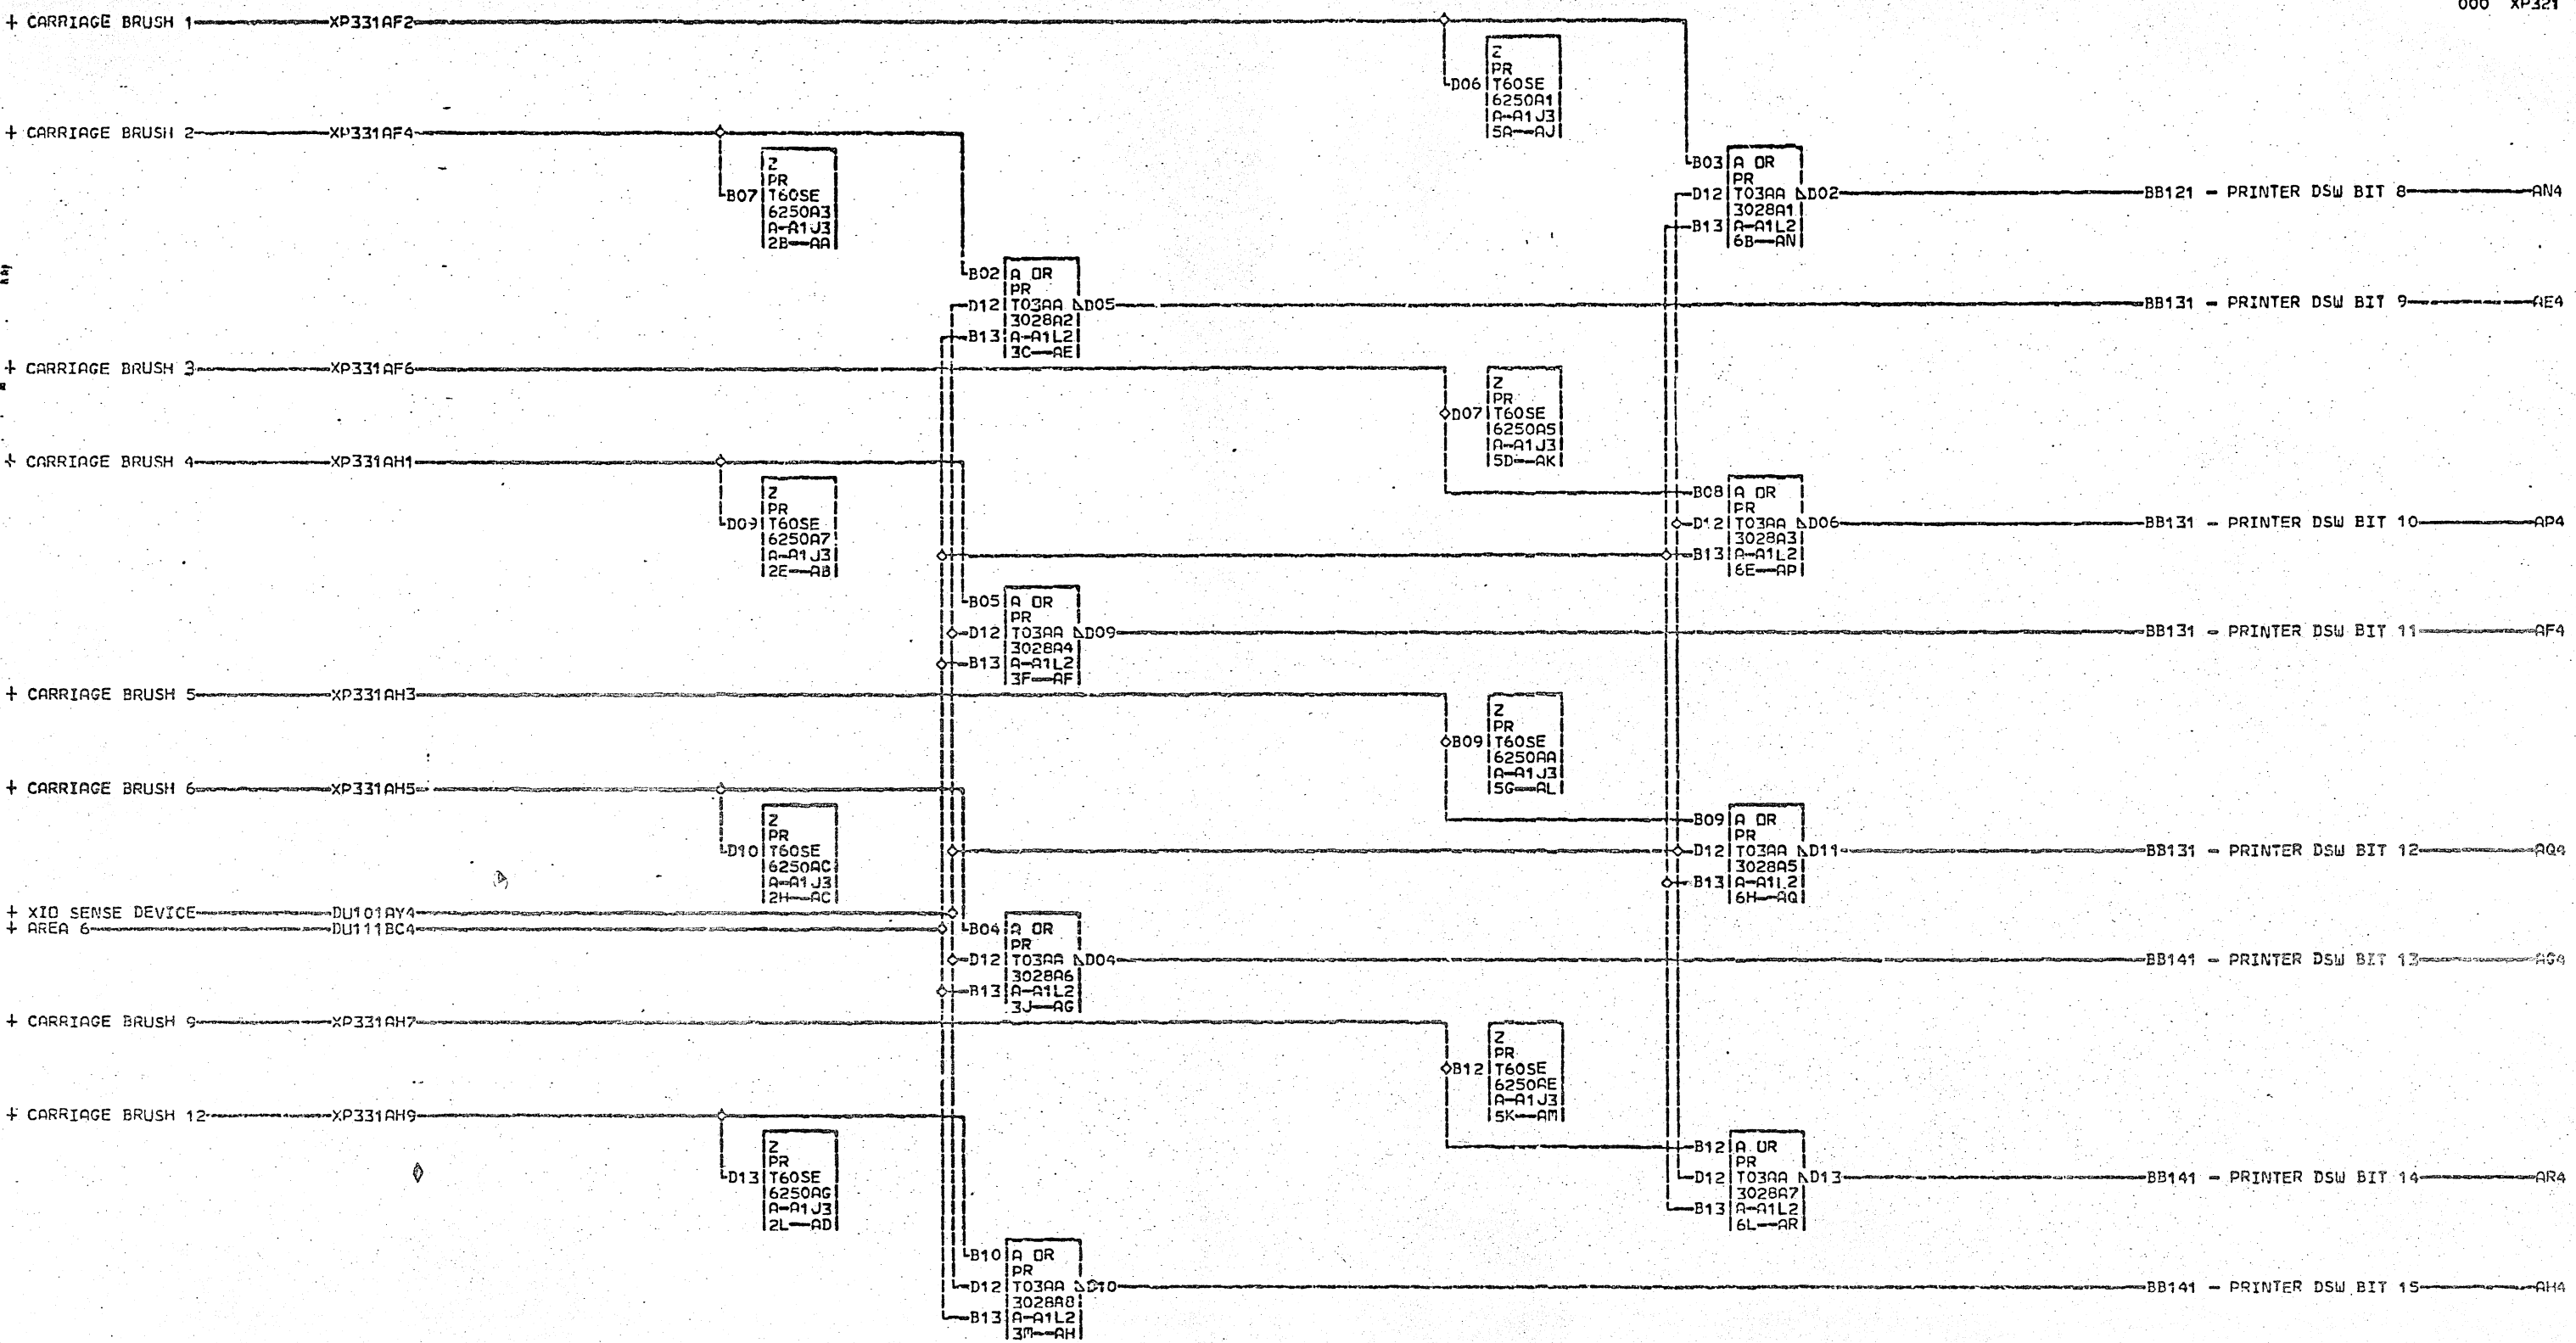 000 XP321
+ CARRIAGE BRUSH 1 XP331AF2
Z
PR
D06 T60SE
6250A1
A-A1J3
5A—AJ
+ CARRIAGE BRUSH 2 XP331AF4
Z
PR
B07 T60SE
6250A3
A-A1J3
2B—AA
B03 A OR
PR
D12 T03AA D02 BB121 - PRINTER DSW BIT 8 AN4
3028A1
B13 A-A1L2
6B—AN
B02 A OR
PR
D12 T03AA D05 BB131 - PRINTER DSW BIT 9 AE4
3028A2
B13 A-A1L2
3C—AE
+ CARRIAGE BRUSH 3 XP331AF6
Z
PR
D07 T60SE
6250A5
A-A1J3
5D—AK
+ CARRIAGE BRUSH 4 XP331AH1
Z
PR
D09 T60SE
6250A7
A-A1J3
2E—AB
B08 A OR
PR
D12 T03AA D06 BB131 - PRINTER DSW BIT 10 AP4
3028A3
B13 A-A1L2
6E—AP
B05 A OR
PR
D12 T03AA D09 BB131 - PRINTER DSW BIT 11 AF4
3028A4
B13 A-A1L2
3F—AF
+ CARRIAGE BRUSH 5 XP331AH3
Z
PR
B09 T60SE
6250AA
A-A1J3
5G—AL
+ CARRIAGE BRUSH 6 XP331AH5
Z
PR
D10 T60SE
6250AC
A-A1J3
2H—AC
B09 A OR
PR
D12 T03AA D11 BB131 - PRINTER DSW BIT 12 AQ4
3028A5
B13 A-A1L2
6H—AQ
+ XIO SENSE DEVICE DU101AY4
+ AREA 6 DU111BC4
B04 A OR
PR
D12 T03AA D04 BB141 - PRINTER DSW BIT 13 AG4
3028A6
B13 A-A1L2
3J—AG
+ CARRIAGE BRUSH 9 XP331AH7
Z
PR
B12 T60SE
6250AE
A-A1J3
5K—AM
+ CARRIAGE BRUSH 12 XP331AH9
Z
PR
D13 T60SE
6250AG
A-A1J3
2L—AD
B12 A OR
PR
D12 T03AA D13 BB141 - PRINTER DSW BIT 14 AR4
3028A7
B13 A-A1L2
6L—AR
B10 A OR
PR
D12 T03AA D10 BB141 - PRINTER DSW BIT 15 AH4
3028A8
B13 A-A1L2
3M—AH